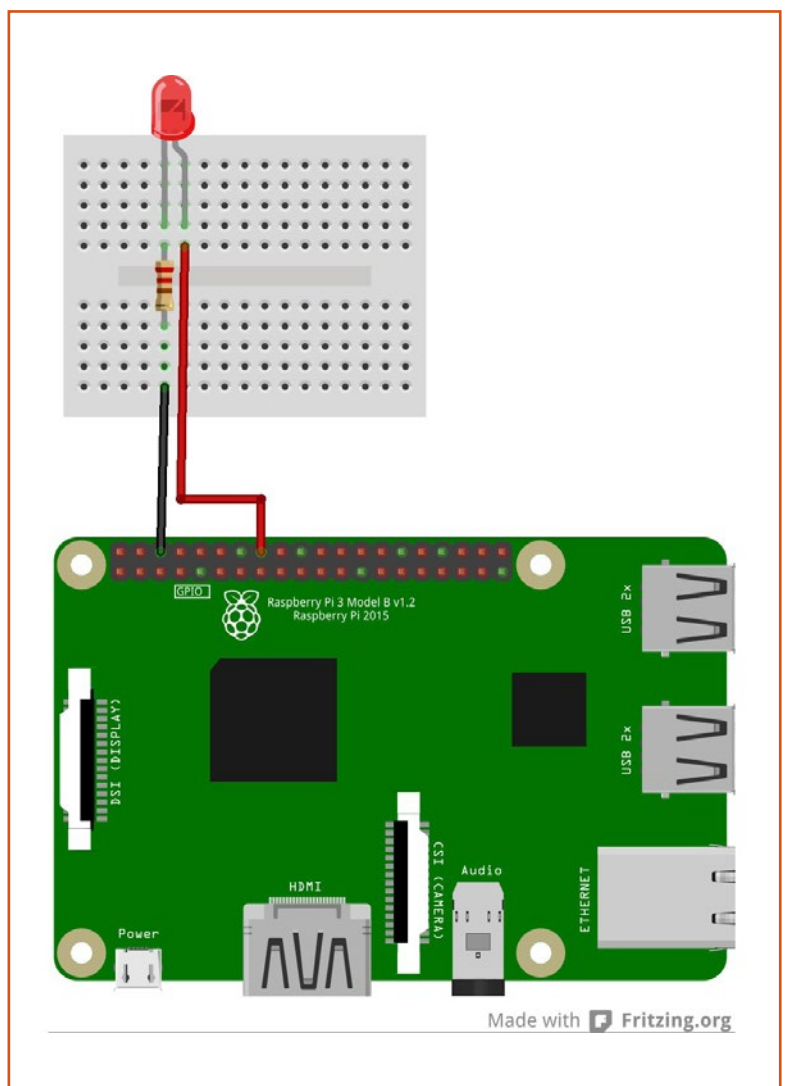 GPIO
Raspberry Pi 3 Model B v1.2
Raspberry Pi 2015
USB 2x
DSI (DISPLAY)
USB 2x
HDMI
CSI (CAMERA)
Audio
ETHERNET
Power
Made with Fritzing.org